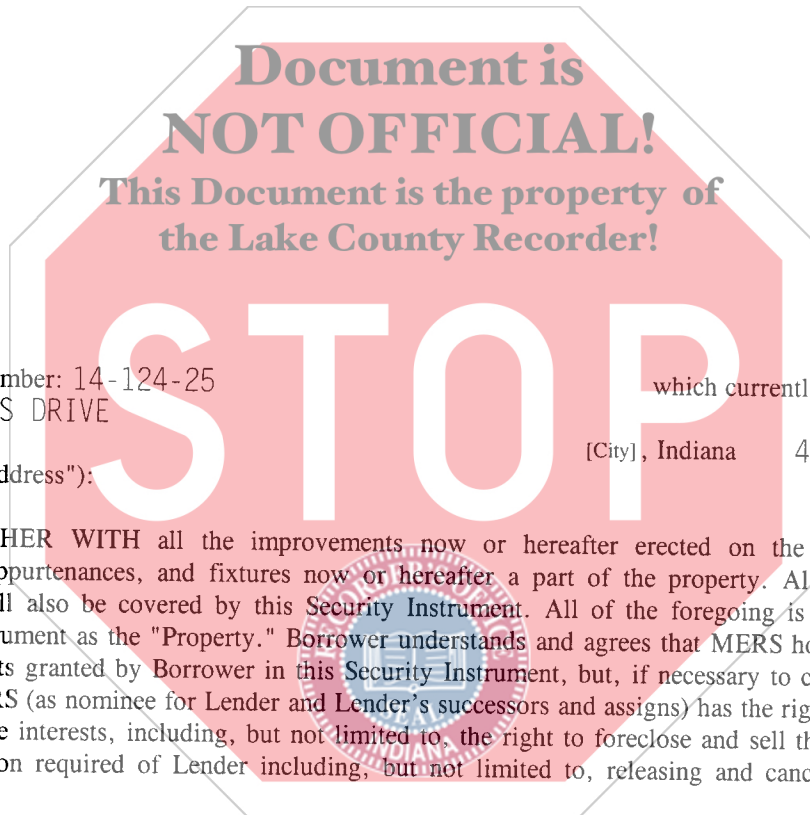 Document is
NOT OFFICIAL!
This Document is the property of
the Lake County Recorder!
STOP
mber: 14-124-25 which currentl
S DRIVE
[City], Indiana 4
ddress"):
HER WITH all the improvements now or hereafter erected on the
ppurtenances, and fixtures now or hereafter a part of the property. Al
ll also be covered by this Security Instrument. All of the foregoing is
rument as the "Property." Borrower understands and agrees that MERS ho
ts granted by Borrower in this Security Instrument, but, if necessary to c
RS (as nominee for Lender and Lender's successors and assigns) has the rig
e interests, including, but not limited to, the right to foreclose and sell th
on required of Lender including, but not limited to, releasing and canc
RECORDER OFFICE
SEAL
INDIANA